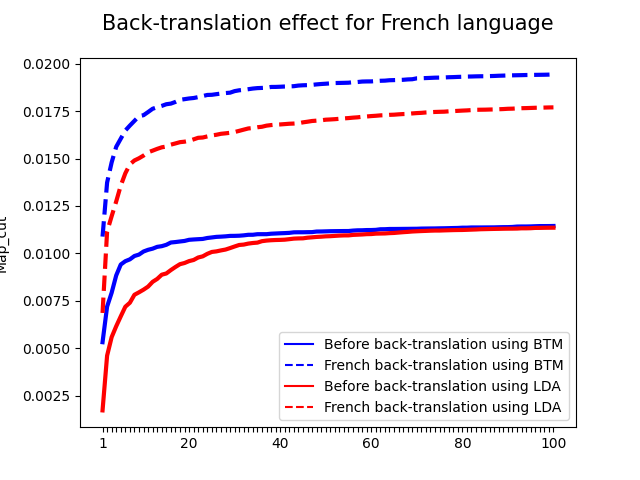 Back-translation effect for French language
Map_cut
0.0200
0.0175
0.0150
0.0125
0.0100
0.0075
0.0050
0.0025
1 20 40 60 80 100
Before back-translation using BTM
French back-translation using BTM
Before back-translation using LDA
French back-translation using LDA